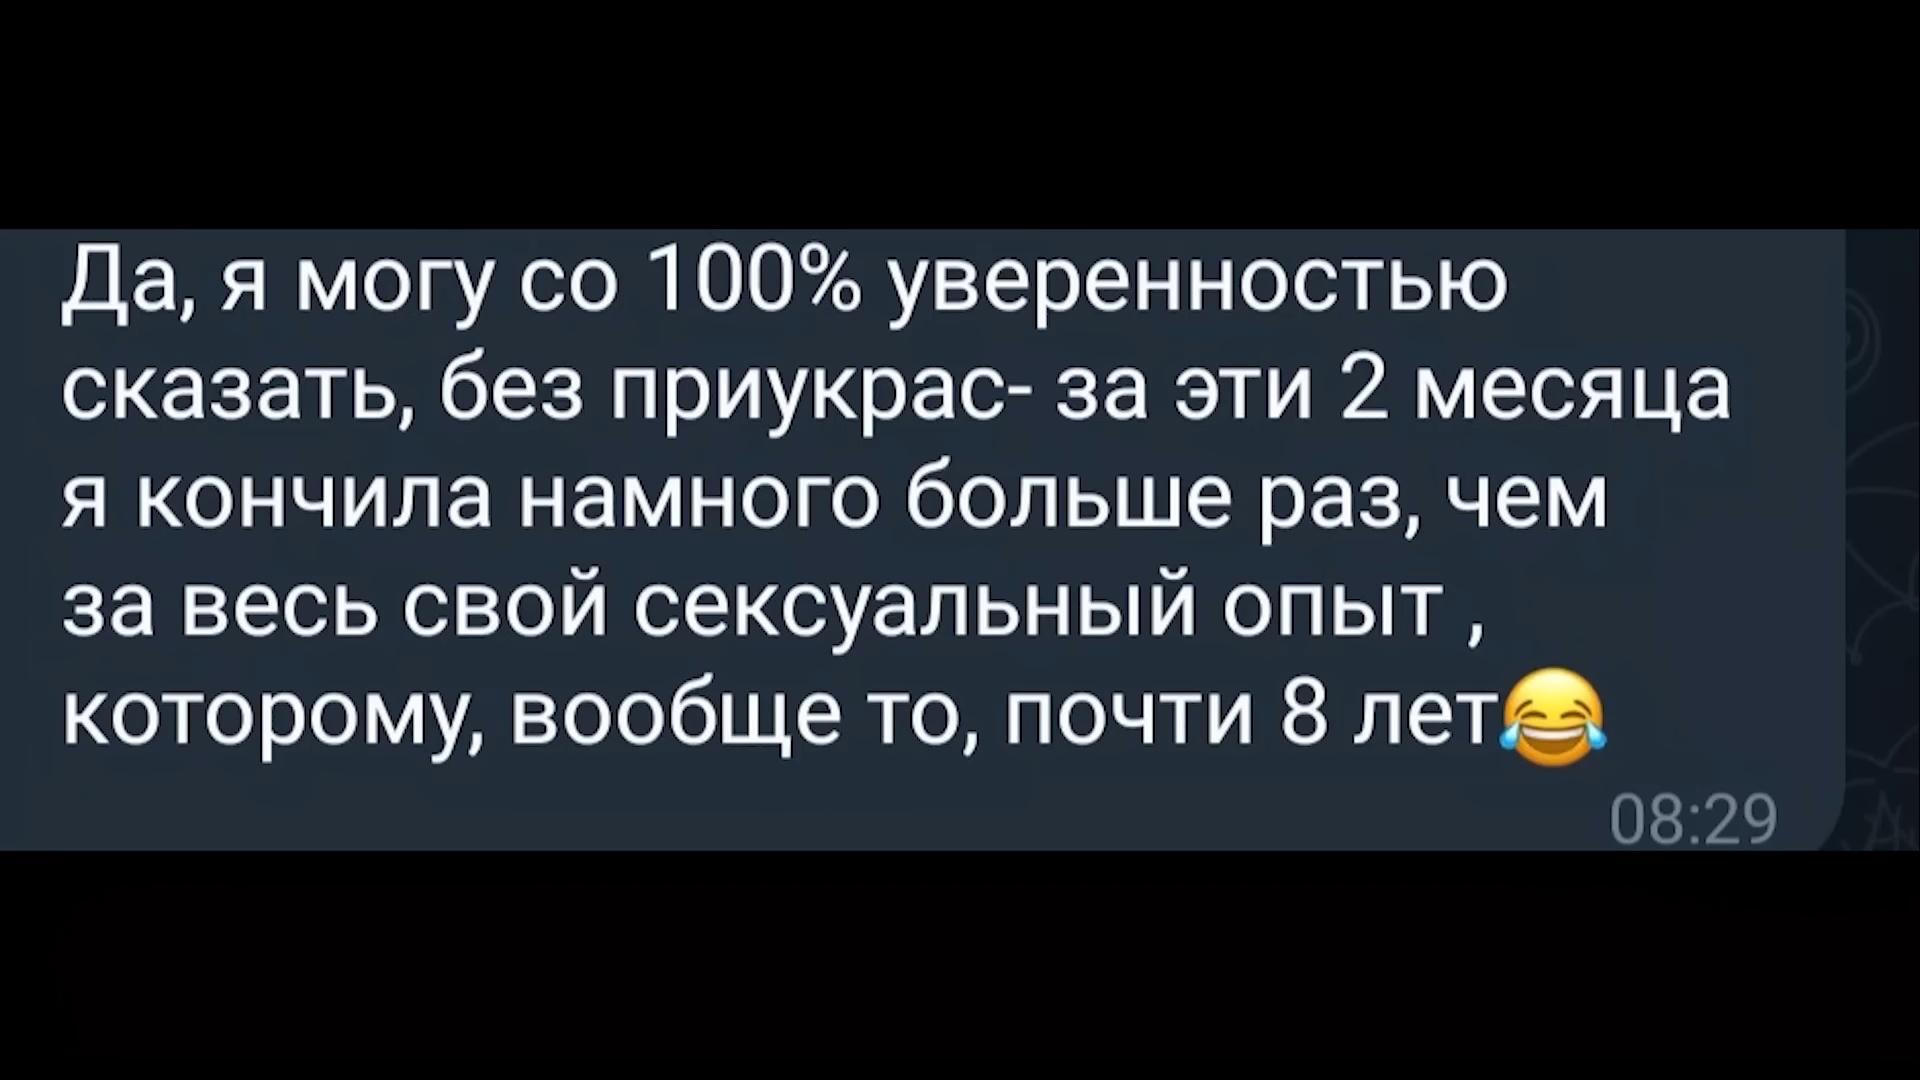 Да, я могу со 100% уверенностью
сказать, без приукрас- за эти 2 месяца
я кончила намного больше раз, чем
за весь свой сексуальный опыт ,
которому, вообще то, почти 8 лет😂
08:29